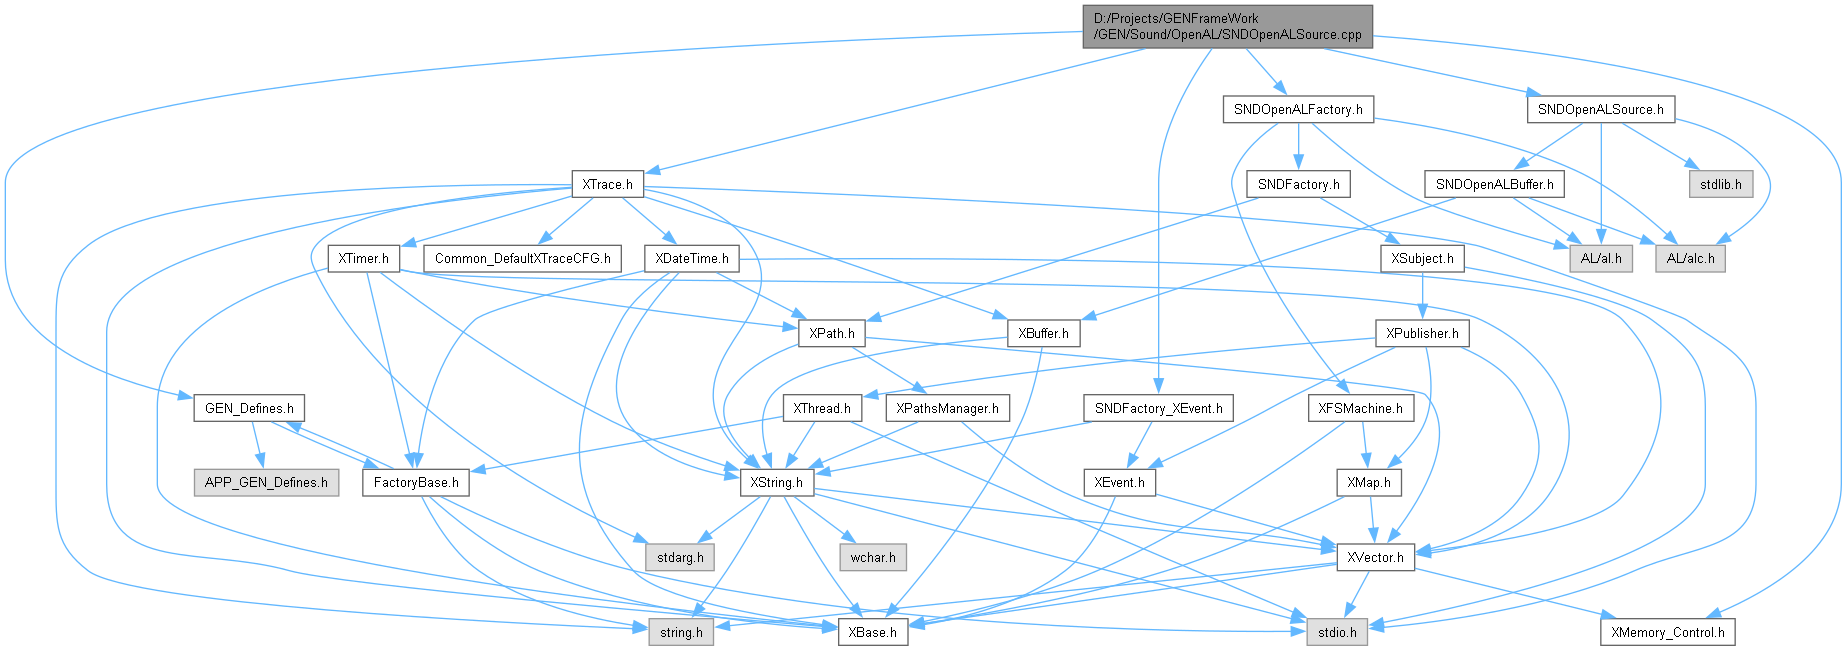 D:/Projects/GENFrameWork
/GEN/Sound/OpenAL/SNDOpenALSource.cpp
SNDOpenALFactory.h
SNDOpenALSource.h
XTrace.h
SNDFactory.h
SNDOpenALBuffer.h
stdlib.h
XTimer.h
Common_DefaultXTraceCFG.h
XDateTime.h
XSubject.h
AL/al.h
AL/alc.h
XPath.h
XBuffer.h
XPublisher.h
GEN_Defines.h
XThread.h
XPathsManager.h
SNDFactory_XEvent.h
XFSMachine.h
APP_GEN_Defines.h
FactoryBase.h
XString.h
XEvent.h
XMap.h
stdarg.h
wchar.h
XVector.h
string.h
XBase.h
stdio.h
XMemory_Control.h